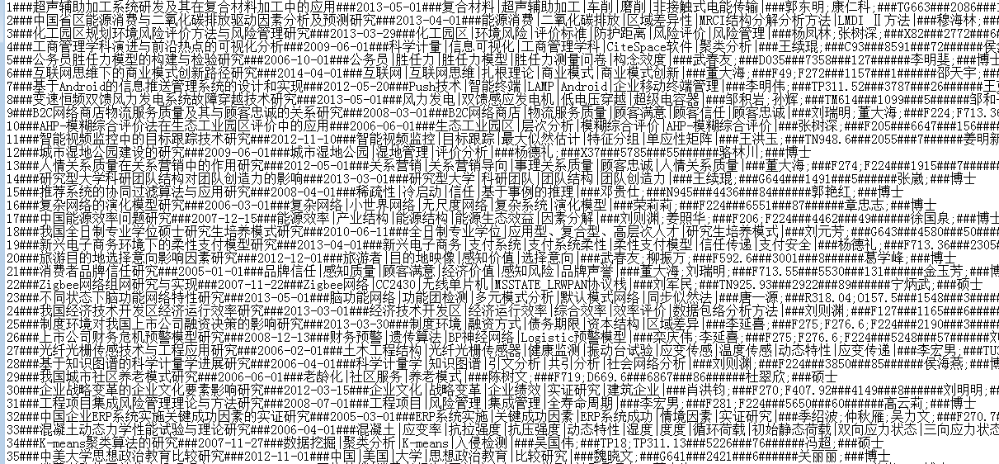 1###超声辅助加工系统研发及其在复合材料加工中的应用###2013-05-01###复合材料|超声辅助加工|车削|磨削|非接触式电能传输|###郭东明;康仁科;###TG663###2086###1
2###中国省区能源消费与二氧化碳排放驱动因素分析及预测研究###2013-04-01###能源消费|二氧化碳排放|区域差异性|MRCI结构分解分析方法|LMDI Ⅱ方法|###穆海林;#
3###化工园区规划环境风险评价方法与风险管理研究###2013-03-29###化工园区|环境风险|评价标准|防护距离|风险评价|风险管理|###杨凤林;张树深;###X82###2772###6
4###工商管理学科演进与前沿热点的可视化分析###2009-06-01###科学计量|信息可视化|工商管理学科|CiteSpace软件|聚类分析|###王续琨;###C93###8591###72######侯
5###公务员胜任力模型的构建与检验研究###2006-10-01###公务员|胜任力|胜任力模型|胜任力测量问卷|构念效度|###武春友;###D035###7358###127######李明斐;###博士
6###互联网思维下的商业模式创新路径研究###2014-04-01###互联网|互联网思维|扎根理论|商业模式|商业模式创新|###董大海;###F49;F272###1157###1######邵天宇;###
7###基于Android的信息推送管理系统的设计和实现###2012-05-20###Push技术|智能终端|LAMP|Android|企业移动终端管理|###李明伟;###TP311.52###3787###26######王
8###变速恒频双馈风力发电系统故障穿越技术研究###2013-05-01###风力发电|双馈感应发电机|低电压穿越|超级电容器|###邹积岩;孙辉;###TM614###1099###5######邹和
9###B2C网络商店物流服务质量及其与顾客忠诚的关系研究###2008-03-01###B2C网络商店|物流服务质量|顾客满意|顾客信任|顾客忠诚|###刘瑞明;董大海;###F224;F713.36
10###AHP-模糊综合评价法在生态工业园区评价中的应用###2006-06-01###生态工业园区|层次分析|模糊综合评价|AHP-模糊综合评价|###张树深;###F205###6647###156####
11###智能视频监控中的目标跟踪技术研究###2012-11-10###智能视频监控|目标跟踪|最大似然估计|特征分组|单应性矩阵|###王洪玉;###TN948.6###2055###7######姜明新
12###城市湿地公园建设的研究###2009-06-01###城市湿地公园|湿地管理|评价分析|###杨德礼;###X37###5785###55######骆林川;###博士
13###人情关系质量在关系营销中的作用研究###2012-05-01###关系营销|关系营销导向|事理关系质量|顾客忠诚|人情关系质量|###董大海;###F274;F224###1915###7######
14###研究型大学科研团队结构对团队创造力的影响###2013-03-01###研究型大学|科研团队|团队结构|团队创造力|###王续琨;###G644###1491###5######张崴;###博士
15###推荐系统的协同过滤算法与应用研究###2008-04-01###稀疏性|冷启动|信任|基于事例的推理|###邓贵仕;###N945###4436###84######郭艳红;###博士
16###复杂网络的演化模型研究###2006-03-01###复杂网络|小世界网络|无尺度网络|复杂系统|演化模型|###荣莉莉;###F224###6551###87######章忠志;###博士
17###中国能源效率问题研究###2007-12-15###能源效率|产业结构|能源结构|能源生态效益|因素分解|###刘则渊;姜照华;###F206;F224###4462###49######徐国泉;###博士
18###我国全日制专业学位硕士研究生培养模式研究###2010-06-11###全日制专业学位|应用型、复合型、高层次人才|研究生培养模式|###刘元芳;###G643###4580###50####
19###新兴电子商务环境下的柔性支付模型研究###2013-04-01###新兴电子商务|支付系统|支付系统柔性|柔性支付模型|信任传递|支付安全|###杨德礼;###F713.36###2305#
20###旅游目的地选择意向影响因素研究###2012-12-01###旅游者|目的地映像|感知价值|选择意向|###武春友;柳振万;###F592.6###3001###8######葛学峰;###博士
21###消费者品牌信任研究###2005-01-01###品牌信任|感知质量|顾客满意|经济价值|感知风险|品牌声誉|###董大海;刘瑞明;###F713.55###5530###131######金玉芳;###博
22###Zigbee网络组网研究与实现###2007-11-22###Zigbee网络|CC2430|无线单片机|MSSTATE_LRWPAN协议栈|###刘军民;###TN925.93###2922###89######宁炳武;###硕士
23###不同状态下脑功能网络特性研究###2013-05-01###脑功能网络|功能团检测|多元模式分析|默认模式网络|同步似然法|###唐一源;###R318.04;O157.5###1548###3#####
24###我国经济技术开发区经济运行效率研究###2013-03-01###经济技术开发区|经济运行效率|综合效率|效率评价|数据包络分析方法|###刘则渊;###F127###1165###6######
25###制度环境对我国上市公司融资决策的影响研究###2013-03-30###制度环境|融资方式|债务期限|资本结构|区域差异|###李延喜;###F275;F276.6;F224###2190###3#####
26###上市公司财务危机预警模型研究###2008-12-13###财务预警|遗传算法|BP神经网络|Logistic预警模型|###栾庆伟;李延喜;###F275;F276.6;F224###5248###57######刘
27###光纤光栅传感技术与工程应用研究###2006-02-01###土木工程结构|光纤光栅传感器|健康监测|振动台试验|应变传感|温度传感|动态特性|应变传递|###李宏男;###TU3
28###基于知识图谱的科学计量学进展研究###2006-04-01###科学计量学|知识图谱|引文分析|共引分析|社会网络分析|###刘则渊;###F224###3850###85######侯海燕;###博
29###我国城市社区养老模式研究###2006-06-01###老龄化|社区服务|养老模式|###陈树文;###F719;D669.6###6867###86######杜翠欣;###硕士
30###企业战略变革的企业文化要素影响研究###2012-03-15###企业文化|战略变革|企业绩效|实证研究|建筑企业|###肖洪钧;###F270;F407.92###4149###8######刘明明;###
31###工程项目集成风险管理理论与方法研究###2008-07-01###工程项目|风险管理|集成管理|全寿命周期|###李宏男;###F281;F224###5650###60######高云莉;###博士
32###中国企业ERP系统实施关键成功因素的实证研究###2005-03-01###ERP系统实施|关键成功因素|ERP系统成功|情境因素|实证研究|###李绍波;仲秋雁;吴力文;###F270.7
33###混凝土动态力学性能试验与理论研究###2006-04-01###混凝土|应变率|抗拉强度|抗压强度|动态特性|湿度|度度|循环荷载|初始静态荷载|双向应力状态|三向应力状态
34###K-means聚类算法的研究###2007-11-27###数据挖掘|聚类分析|K-means|入侵检测|###吴国伟;###TP18;TP311.13###5226###76######冯超;###硕士
35###中美大学思想政治教育比较研究###2012-11-01###中国|美国|大学|思想政治教育|比较研究|###魏晓文;###G641###2421###6######关丽丽;###博士